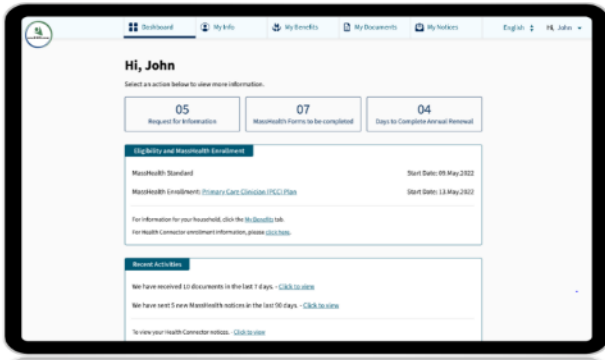 Dashboard
My Info
My Benefits
My Documents
My Notices
English
Hi, John
Hi, John
Select an action below to view more information.
05
Request for Information
07
MassHealth Forms to be completed
04
Days to Complete Annual Renewal
Eligibility and MassHealth Enrollment
MassHealth Standard
Start Date: 09.May.2022
MassHealth Enrollment: Primary Care Clinician (PCC) Plan
Start Date: 13.May.2022
For Information for your household, click the My Benefits tab.
For Health Connector enrollment information, please click here.
Recent Activities
We have received 10 documents in the last 7 days. - Click to view
We have sent 5 new MassHealth notices in the last 90 days. - Click to view
To view your Health Connector notices. - Click to view